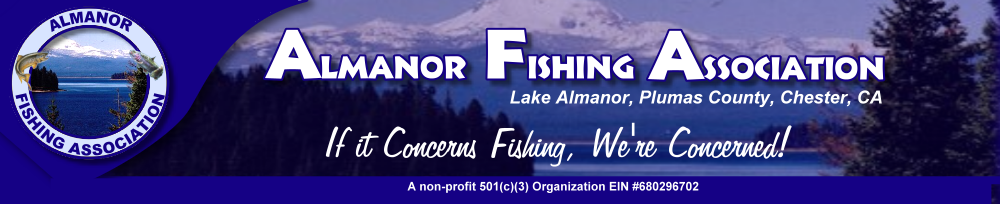 ALMANOR
FISHING ASSOCIATION
ALMANOR FISHING ASSOCIATION
Lake Almanor, Plumas County, Chester, CA
If it Concerns Fishing, We're Concerned!
A non-profit 501(c)(3) Organization EIN #680296702